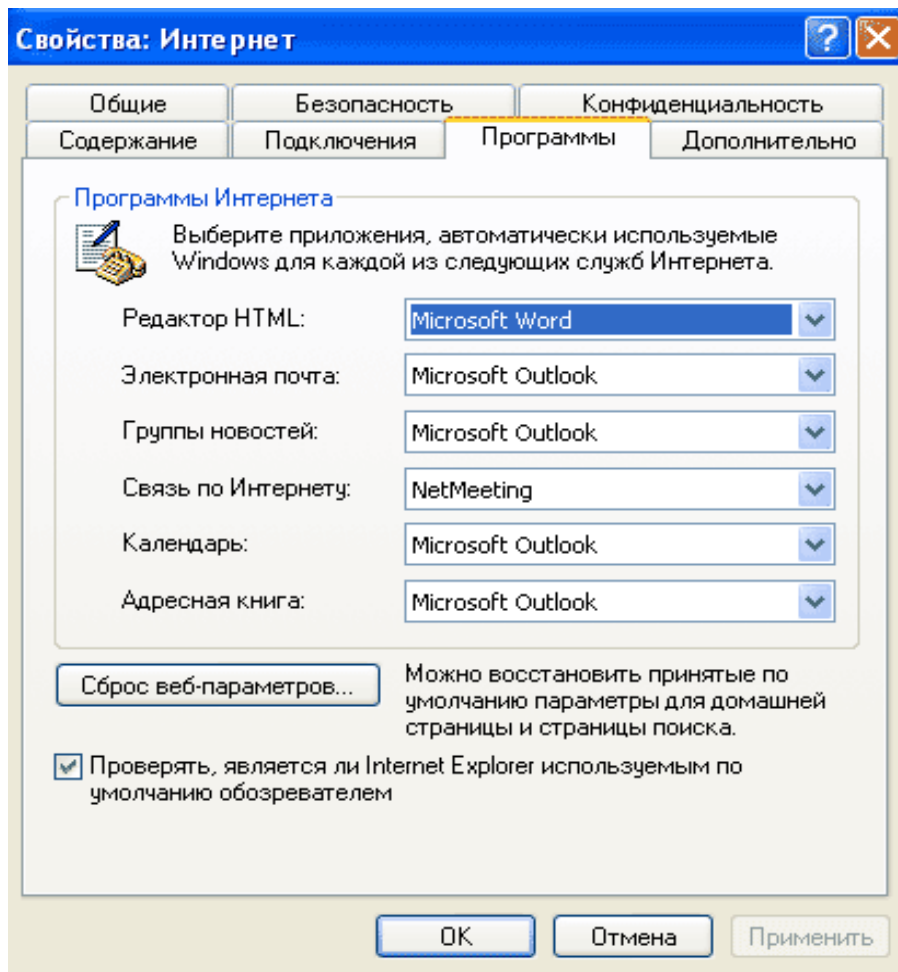 Свойства: Интернет
Общие
Безопасность
Конфиденциальность
Содержание
Подключения
Программы
Дополнительно
Программы Интернета
Выберите приложения, автоматически используемые
Windows для каждой из следующих служб Интернета.
Редактор HTML:
Microsoft Word
Электронная почта:
Microsoft Outlook
Группы новостей:
Microsoft Outlook
Связь по Интернету:
NetMeeting
Календарь:
Microsoft Outlook
Адресная книга:
Microsoft Outlook
Сброс веб-параметров...
Можно восстановить принятые по
умолчанию параметры для домашней
страницы и страницы поиска.
Проверять, является ли Internet Explorer используемым по
умолчанию обозревателем
OK
Отмена
Применить